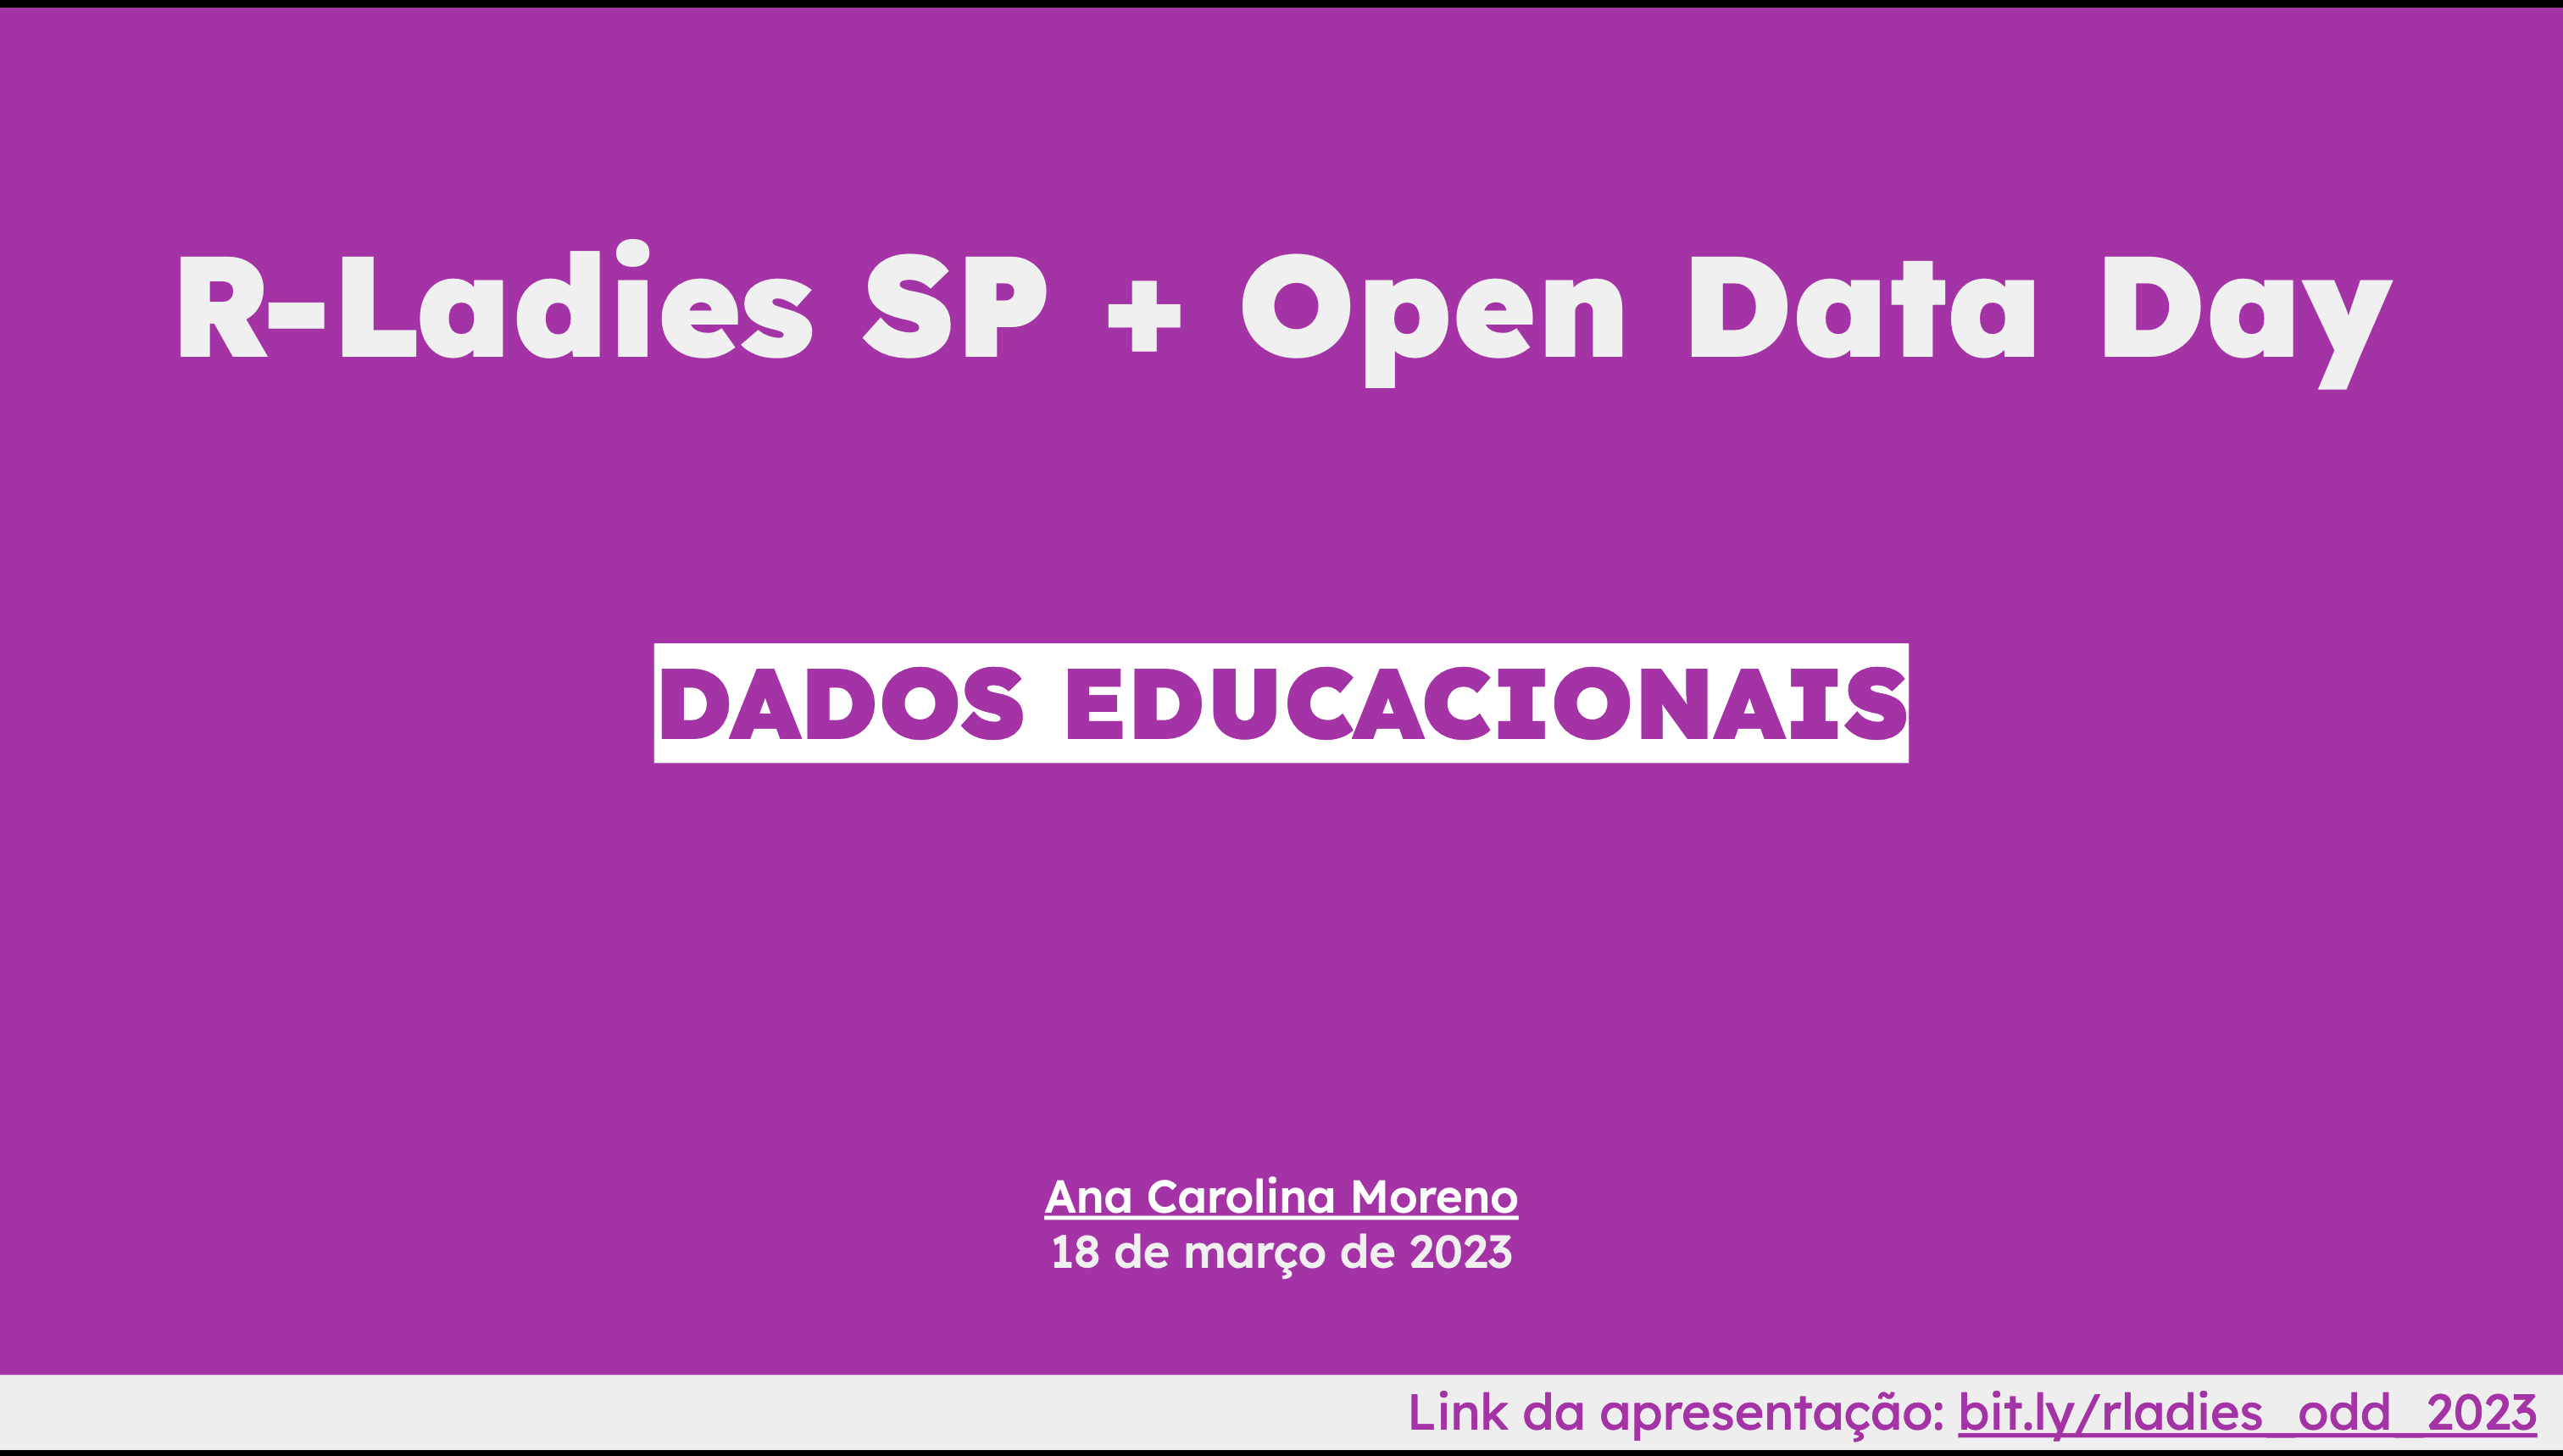 R-Ladies SP + Open Data Day
DADOS EDUCACIONAIS
Ana Carolina Moreno
18 de março de 2023
Link da apresentação: bit.ly/rladies_odd_2023